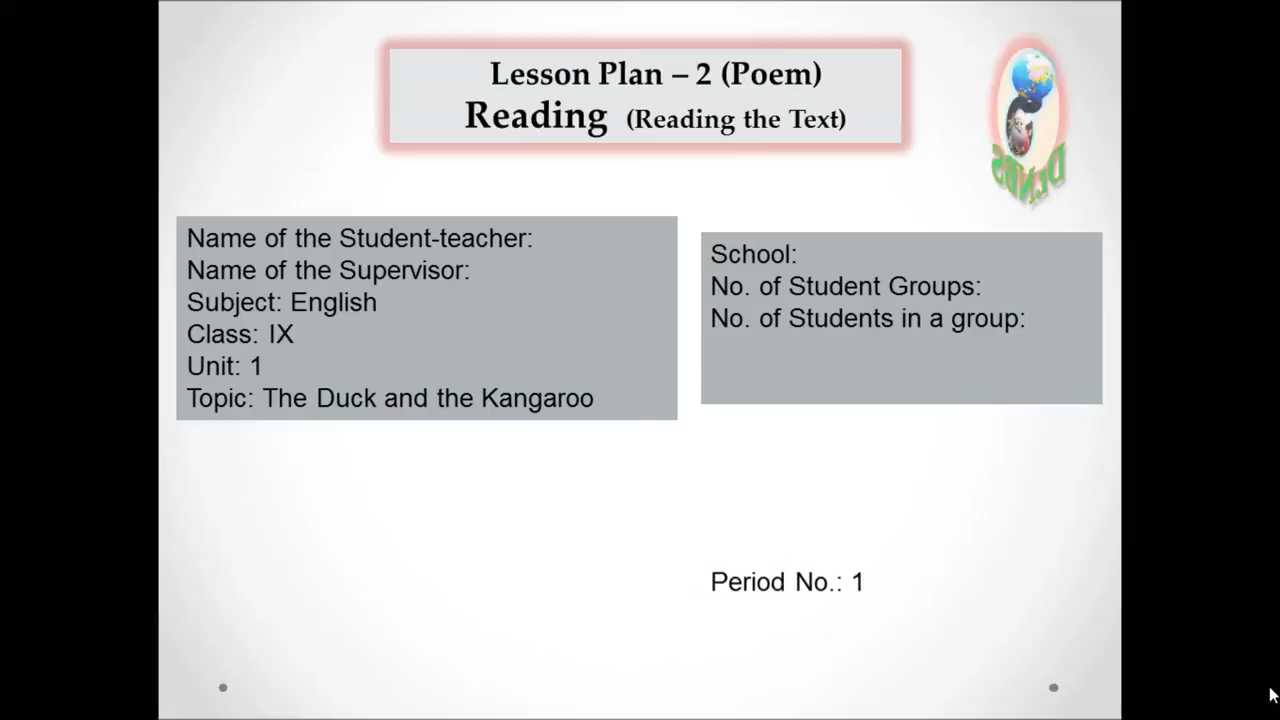 Lesson Plan – 2 (Poem)
Reading (Reading the Text)
Name of the Student-teacher:
Name of the Supervisor:
Subject: English
Class: IX
Unit: 1
Topic: The Duck and the Kangaroo
School:
No. of Student Groups:
No. of Students in a group:
Period No.: 1